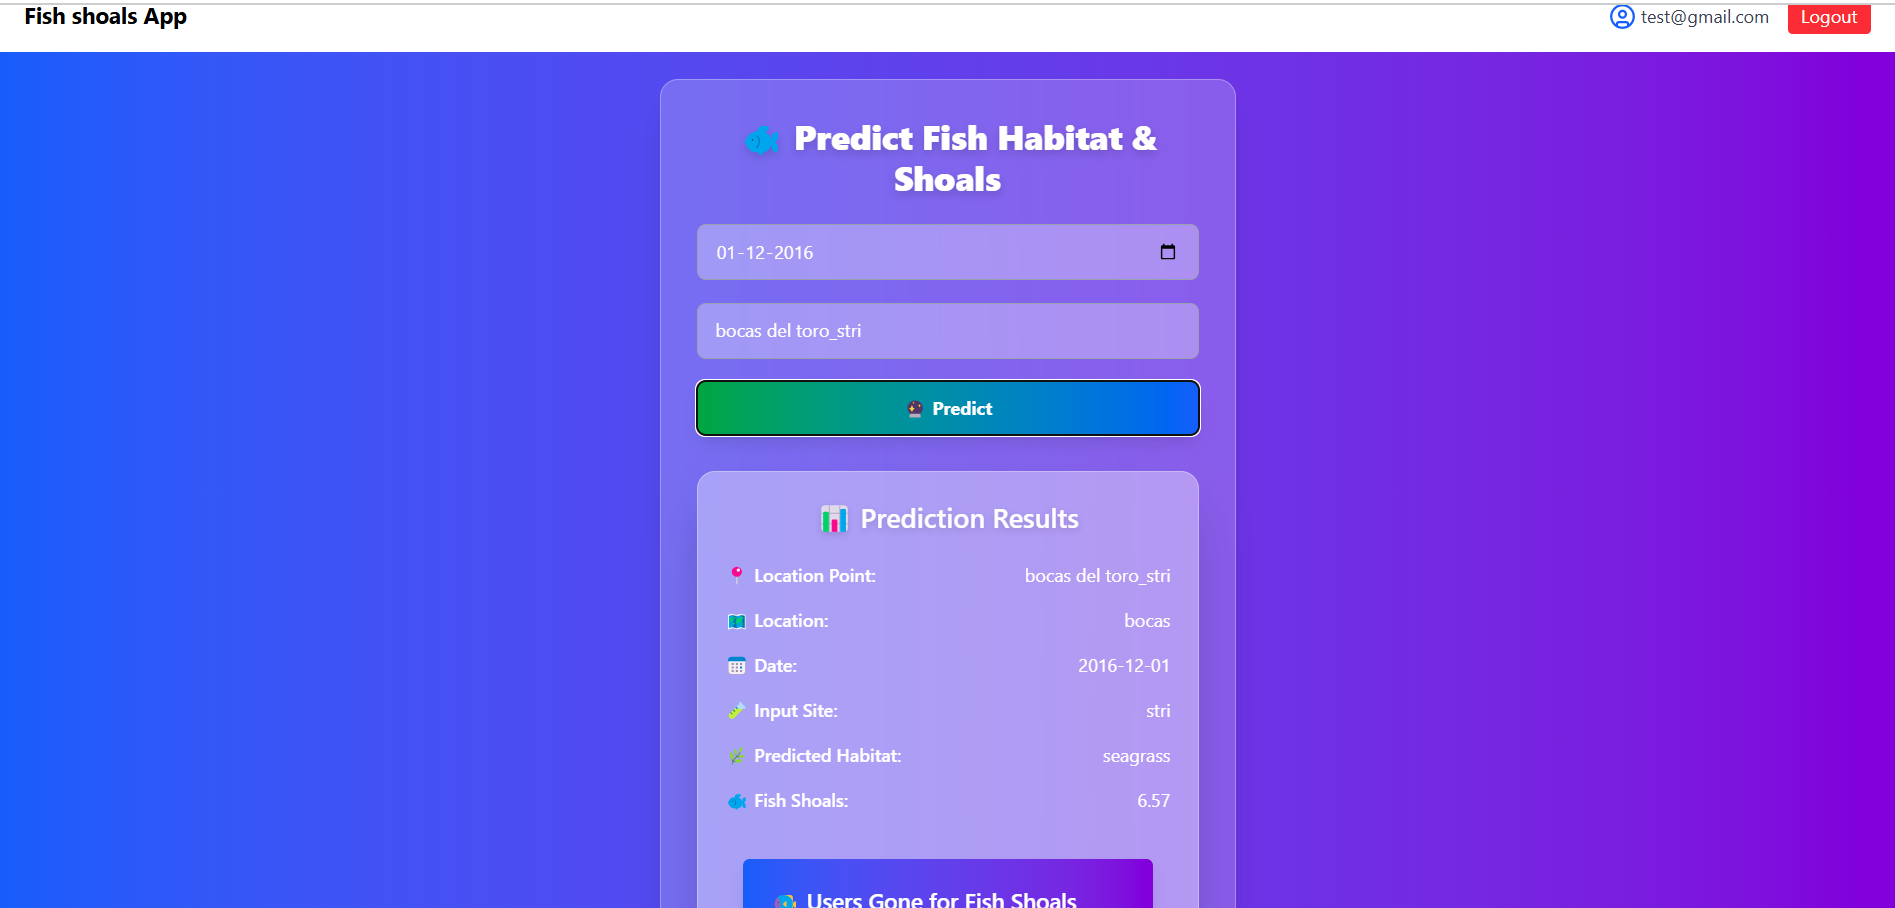 Fish shoals App
test@gmail.com
Logout
Predict Fish Habitat &
Shoals
01-12-2016
bocas del toro_stri
Predict
Prediction Results
Location Point: bocas del toro_stri
Location: bocas
Date: 2016-12-01
Input Site: stri
Predicted Habitat: seagrass
Fish Shoals: 6.57
Users Gone for Fish Shoals